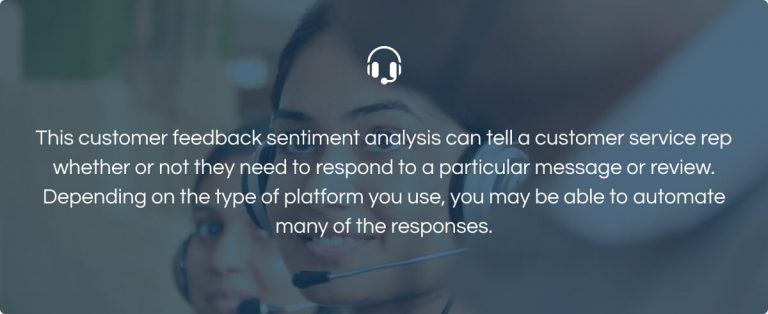 This customer feedback sentiment analysis can tell a customer service rep
whether or not they need to respond to a particular message or review.
Depending on the type of platform you use, you may be able to automate
many of the responses.